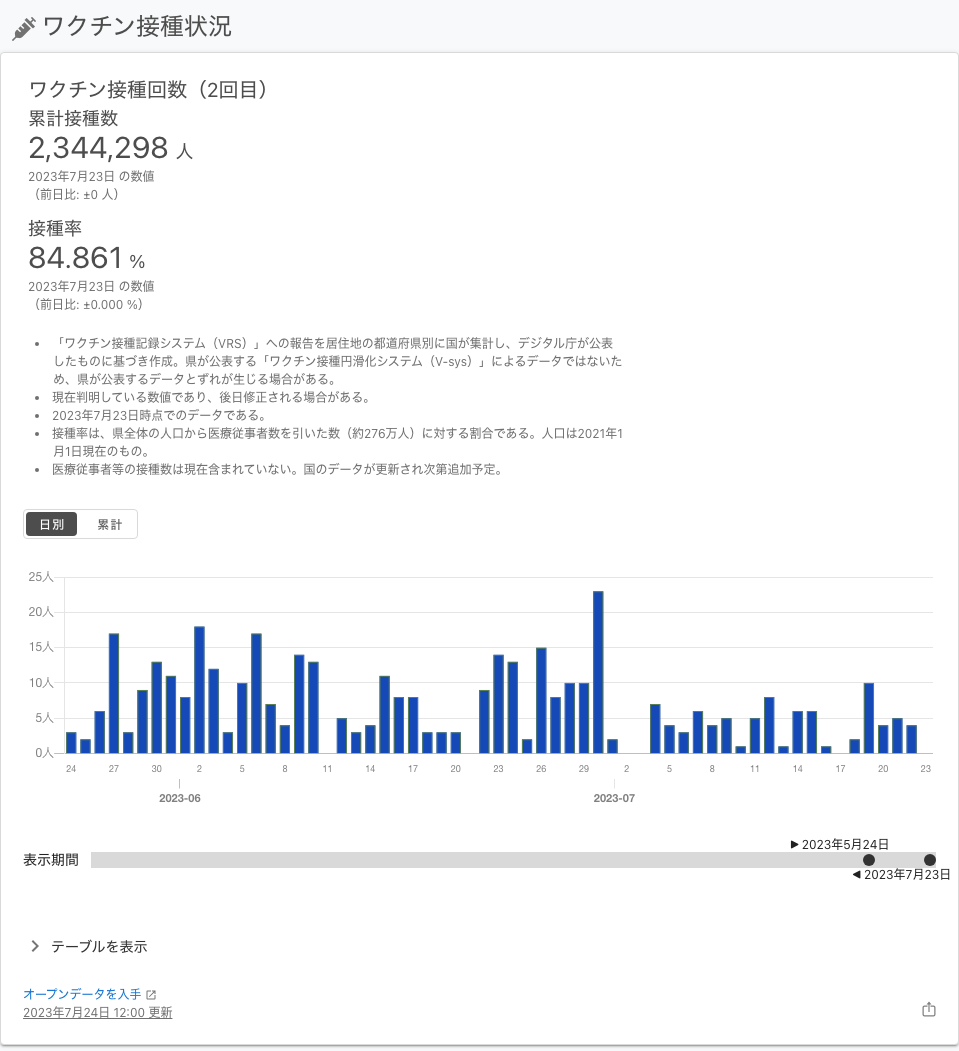 ワクチン接種状況
ワクチン接種回数（2回目）
累計接種数
2,344,298 人
2023年7月23日 の数値
（前日比: ±0 人）
接種率
84.861 %
2023年7月23日 の数値
（前日比: ±0.000 %）
• 「ワクチン接種記録システム（VRS）」への報告を居住地の都道府県別に国が集計し、デジタル庁が公表
したものに基づき作成。県が公表する「ワクチン接種円滑化システム（V-sys）」によるデータではないた
め、県が公表するデータとずれが生じる場合がある。
• 現在判明している数値であり、後日修正される場合がある。
• 2023年7月23日時点でのデータである。
• 接種率は、県全体の人口から医療従事者数を引いた数（約276万人）に対する割合である。人口は2021年1
月1日現在のもの。
• 医療従事者等の接種数は現在含まれていない。国のデータが更新され次第追加予定。
日別 累計
25人
20人
15人
10人
5人
0人
24 27 30 2 5 8 11 14 17 20 23 26 29 2 5 8 11 14 17 20 23
2023-06 2023-07
▶ 2023年5月24日
表示期間
◀ 2023年7月23日
テーブルを表示
オープンデータを入手
2023年7月24日 12:00 更新